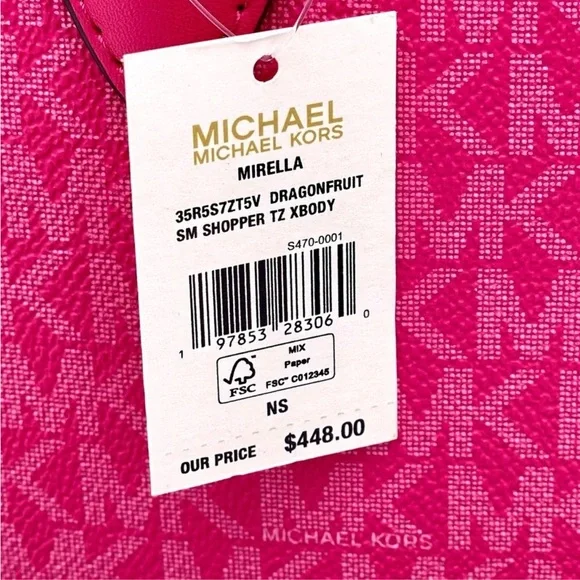 MICHAEL
MICHAEL KORS
MIRELLA
35R5S7ZT5V DRAGONFRUIT
SM SHOPPER TZ XBODY
S470-0001
1 97853 28306 0
FSC
MIX
Paper
FSC™ C012345
NS
OUR PRICE $448.00
MICHAEL KORS